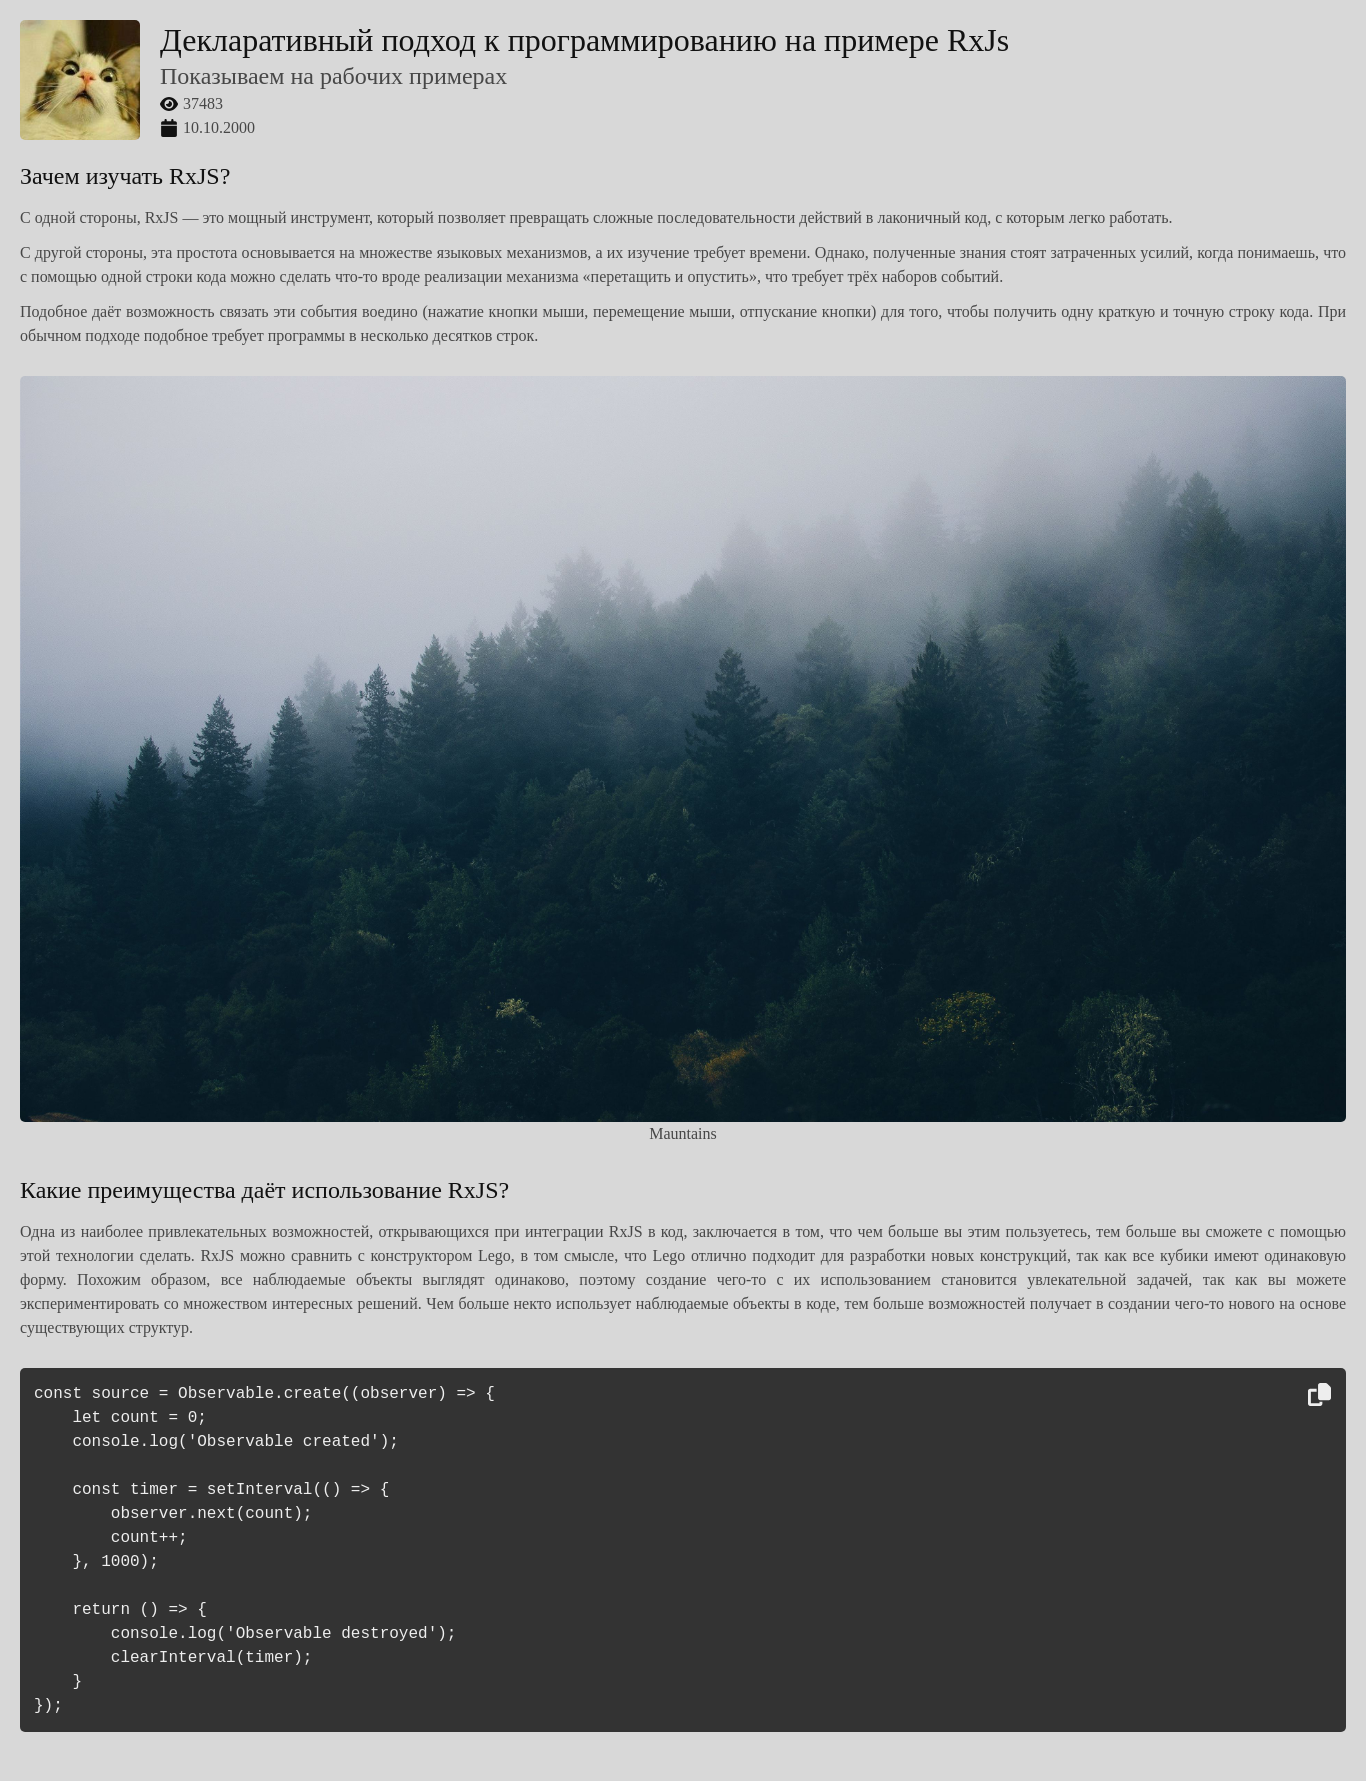 Декларативный подход к программированию на примере RxJs
Показываем на рабочих примерах
37483
10.10.2000
Зачем изучать RxJS?
С одной стороны, RxJS — это мощный инструмент, который позволяет превращать сложные последовательности действий в лаконичный код, с которым легко работать.
С другой стороны, эта простота основывается на множестве языковых механизмов, а их изучение требует времени. Однако, полученные знания стоят затраченных усилий, когда понимаешь, что
с помощью одной строки кода можно сделать что-то вроде реализации механизма «перетащить и опустить», что требует трёх наборов событий.
Подобное даёт возможность связать эти события воедино (нажатие кнопки мыши, перемещение мыши, отпускание кнопки) для того, чтобы получить одну краткую и точную строку кода. При
обычном подходе подобное требует программы в несколько десятков строк.
Mauntains
Какие преимущества даёт использование RxJS?
Одна из наиболее привлекательных возможностей, открывающихся при интеграции RxJS в код, заключается в том, что чем больше вы этим пользуетесь, тем больше вы сможете с помощью
этой технологии сделать. RxJS можно сравнить с конструктором Lego, в том смысле, что Lego отлично подходит для разработки новых конструкций, так как все кубики имеют одинаковую
форму. Похожим образом, все наблюдаемые объекты выглядят одинаково, поэтому создание чего-то с их использованием становится увлекательной задачей, так как вы можете
экспериментировать со множеством интересных решений. Чем больше некто использует наблюдаемые объекты в коде, тем больше возможностей получает в создании чего-то нового на основе
существующих структур.
const source = Observable.create((observer) => {
    let count = 0;
    console.log('Observable created');

    const timer = setInterval(() => {
        observer.next(count);
        count++;
    }, 1000);

    return () => {
        console.log('Observable destroyed');
        clearInterval(timer);
    }
});